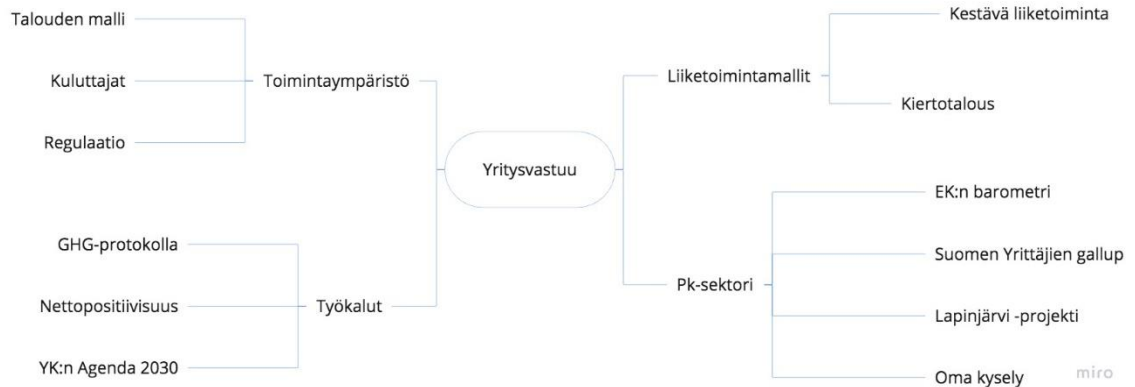 Talouden malli
Kuluttajat
Regulaatio
Toimintaympäristö
GHG-protokolla
Nettopositiivisuus
YK:n Agenda 2030
Työkalut
Yritysvastuu
Liiketoimintamallit
Kestävä liiketoiminta
Kiertotalous
Pk-sektori
EK:n barometri
Suomen Yrittäjien gallup
Lapinjärvi -projekti
Oma kysely
miro